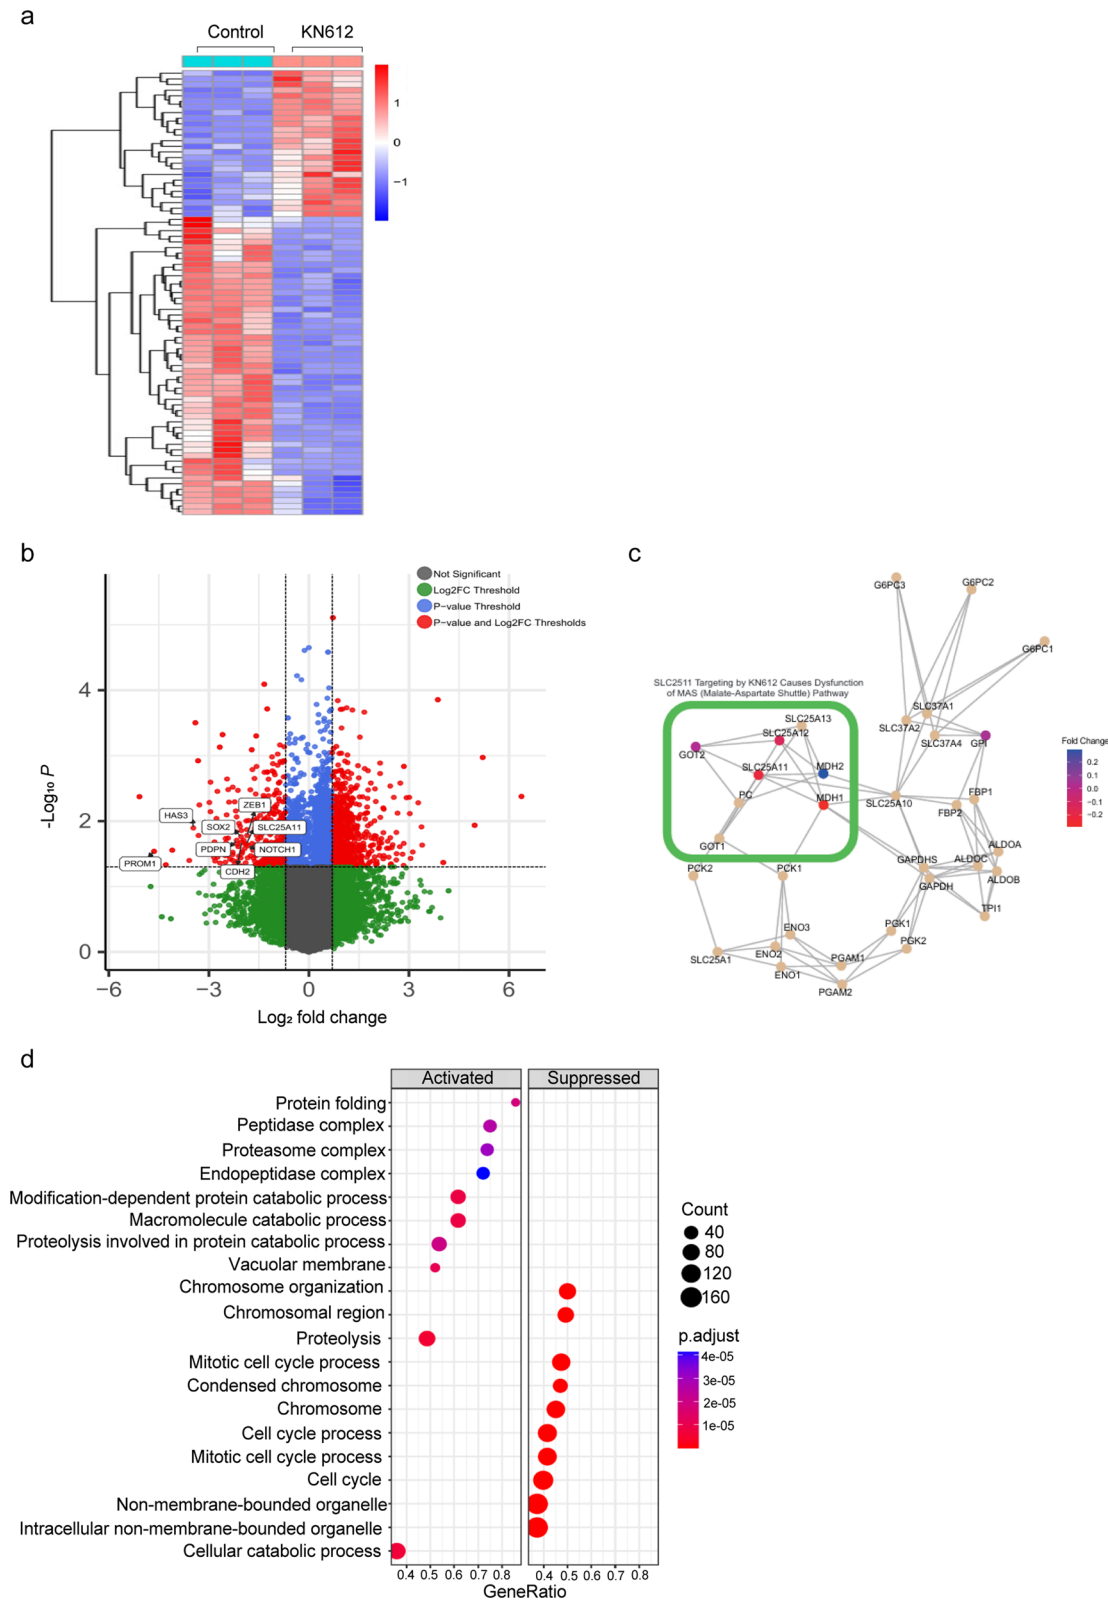 a
Control
KN612
1
0
−1
b
Not Significant
Log2FC Threshold
P−value Threshold
P−value and Log2FC Thresholds
4
2
0
-Log₁₀ P
ZEB1
HAS3
SOX2
SLC25A11
PDPN
NOTCH1
PROM1
CDH2
−6
−3
0
3
6
Log₂ fold change
c
G6PC3
G6PC2
G6PC1
SLC2511 Targeting by KN612 Causes Dysfunction
of MAS (Malate-Aspartate Shuttle) Pathway
SLC37A1
SLC25A13
SLC37A2
SLC25A12
SLC37A4
GPI
GOT2
SLC25A11
MDH2
PC
MDH1
SLC25A10
FBP1
FBP2
GOT1
ALDOA
GAPDHS
ALDOC
PCK2
PCK1
GAPDH
ALDOB
TPI1
PGK1
ENO3
PGK2
ENO2
SLC25A1
PGAM1
ENO1
PGAM2
Fold Change
0.2
0.1
0.0
−0.1
−0.2
d
Activated
Suppressed
Protein folding
Peptidase complex
Proteasome complex
Endopeptidase complex
Modification-dependent protein catabolic process
Macromolecule catabolic process
Proteolysis involved in protein catabolic process
Vacuolar membrane
Chromosome organization
Chromosomal region
Proteolysis
Mitotic cell cycle process
Condensed chromosome
Chromosome
Cell cycle process
Mitotic cell cycle process
Cell cycle
Non-membrane-bounded organelle
Intracellular non-membrane-bounded organelle
Cellular catabolic process
0.4 0.5 0.6 0.7 0.8
0.4 0.5 0.6 0.7 0.8
GeneRatio
Count
40
80
120
160
p.adjust
4e-05
3e-05
2e-05
1e-05